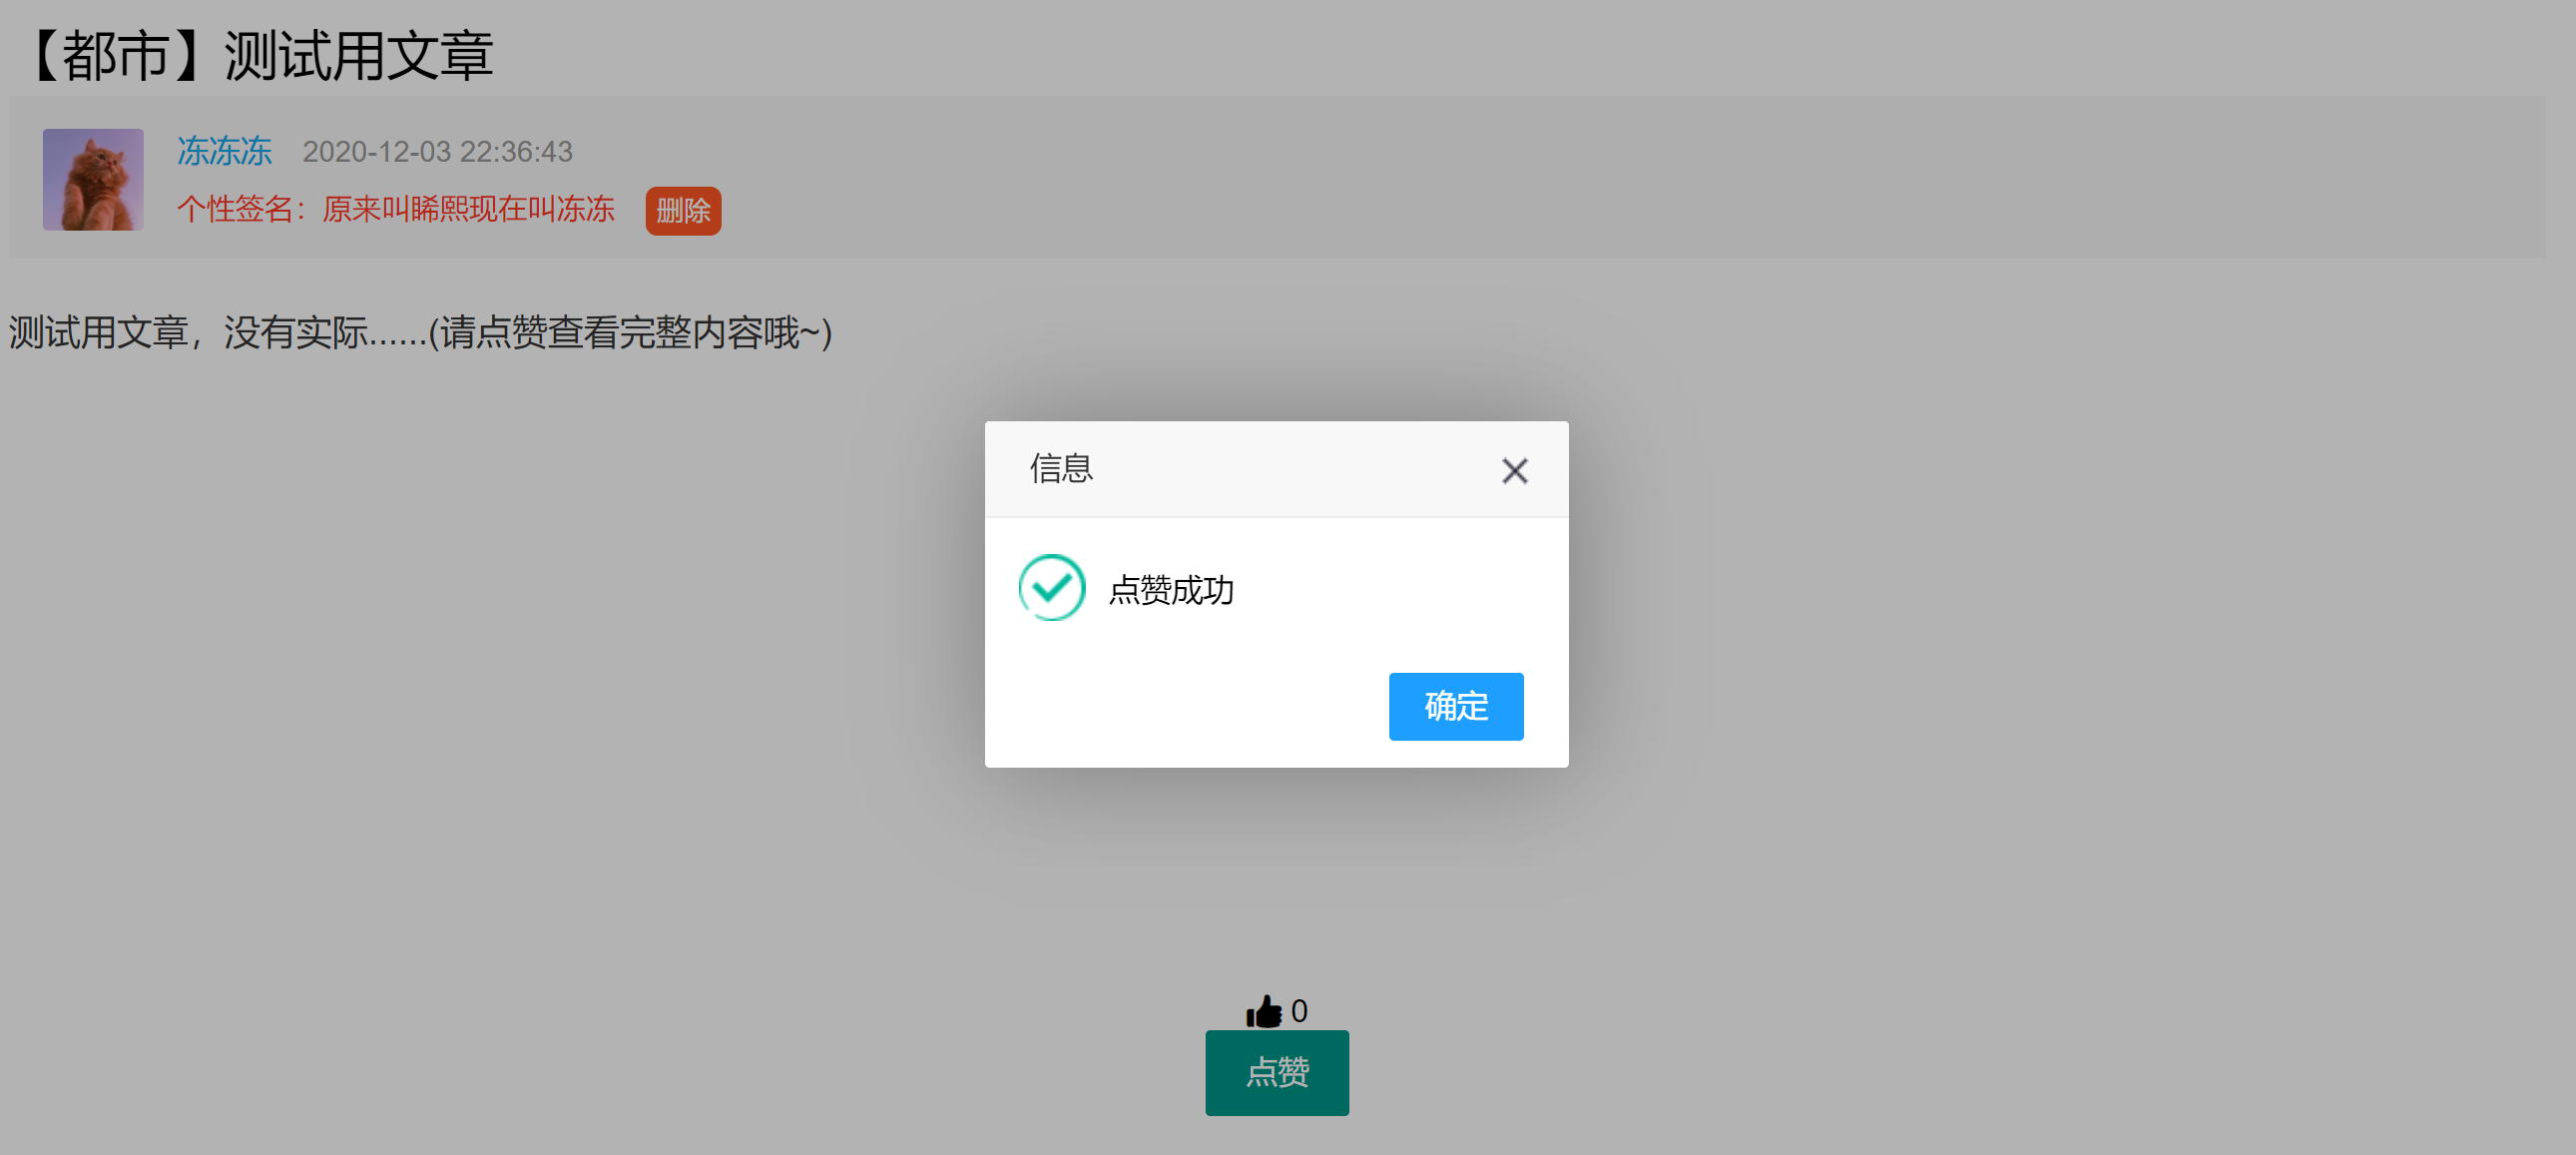 【都市】测试用文章
冻冻冻 2020-12-03 22:36:43
个性签名：原来叫睎熙现在叫冻冻 删除
测试用文章，没有实际......(请点赞查看完整内容哦~)
信息
点赞成功
确定
0
点赞